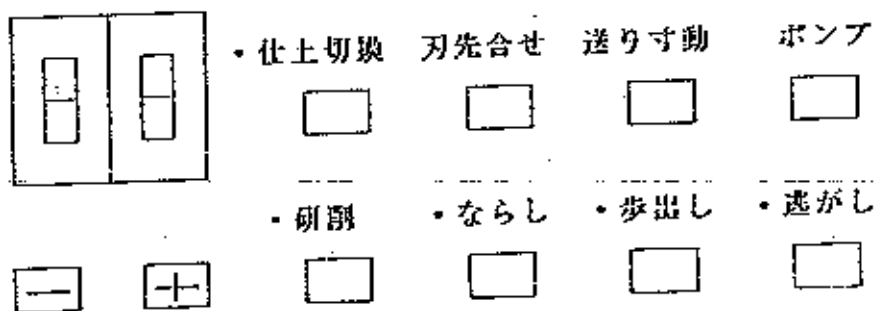 ・仕上切換 刃先合せ 送り寸動 ポンプ
・研削 ・ならし ・歩出し ・逃がし
− +